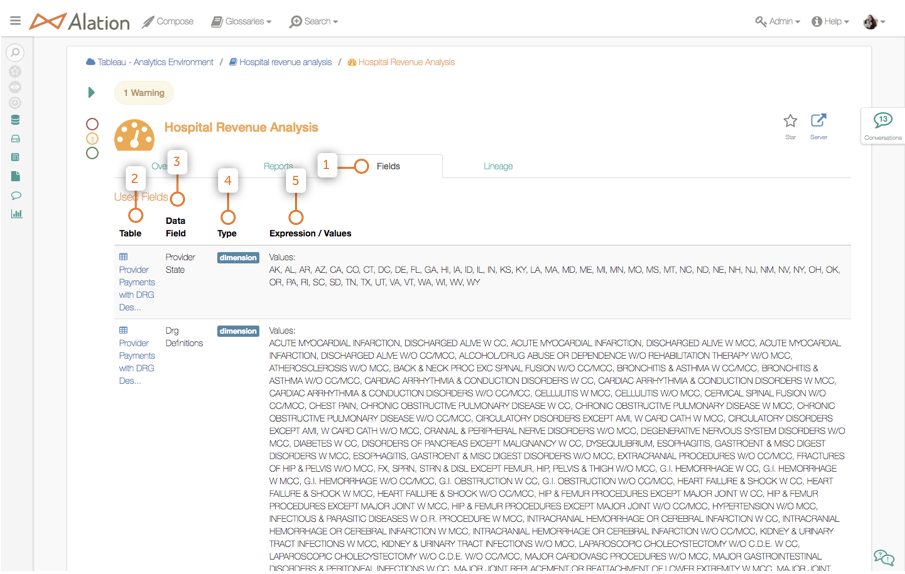 Alation
Compose
Glossaries
Search
Admin
Help
Tableau - Analytics Environment / Hospital revenue analysis / Hospital Revenue Analysis
1 Warning
Hospital Revenue Analysis
Star
Server
13
Conversations
1
Ove
Reports
Fields
Lineage
1
2
3
4
5
Used Fields
Table
Data Field
Type
Expression / Values
Provider Payments with DRG Des...
Provider State
dimension
Values:
AK, AL, AR, AZ, CA, CO, CT, DC, DE, FL, GA, HI, IA, ID, IL, IN, KS, KY, LA, MA, MD, ME, MI, MN, MO, MS, MT, NC, ND, NE, NH, NJ, NM, NV, NY, OH, OK,
OR, PA, RI, SC, SD, TN, TX, UT, VA, VT, WA, WI, WV, WY
Provider Payments with DRG Des...
Drg Definitions
dimension
Values:
ACUTE MYOCARDIAL INFARCTION, DISCHARGED ALIVE W CC, ACUTE MYOCARDIAL INFARCTION, DISCHARGED ALIVE W MCC, ACUTE MYOCARDIAL
INFARCTION, DISCHARGED ALIVE W/O CC/MCC, ALCOHOL/DRUG ABUSE OR DEPENDENCE W/O REHABILITATION THERAPY W/O MCC,
ATHEROSCLEROSIS W/O MCC, BACK & NECK PROC EXC SPINAL FUSION W/O CC/MCC, BRONCHITIS & ASTHMA W CC/MCC, BRONCHITIS &
ASTHMA W/O CC/MCC, CARDIAC ARRHYTHMIA & CONDUCTION DISORDERS W CC, CARDIAC ARRHYTHMIA & CONDUCTION DISORDERS W MCC,
CARDIAC ARRHYTHMIA & CONDUCTION DISORDERS W/O CC/MCC, CELLULITIS W MCC, CELLULITIS W/O MCC, CERVICAL SPINAL FUSION W/O
CC/MCC, CHEST PAIN, CHRONIC OBSTRUCTIVE PULMONARY DISEASE W CC, CHRONIC OBSTRUCTIVE PULMONARY DISEASE W MCC, CHRONIC
OBSTRUCTIVE PULMONARY DISEASE W/O CC/MCC, CIRCULATORY DISORDERS EXCEPT AMI, W CARD CATH W MCC, CIRCULATORY DISORDERS
EXCEPT AMI, W CARD CATH W/O MCC, CRANIAL & PERIPHERAL NERVE DISORDERS W/O MCC, DEGENERATIVE NERVOUS SYSTEM DISORDERS W/O
MCC, DIABETES W CC, DISORDERS OF PANCREAS EXCEPT MALIGNANCY W CC, DYSEQUILIBRIUM, ESOPHAGITIS, GASTROENT & MISC DIGEST
DISORDERS W MCC, ESOPHAGITIS, GASTROENT & MISC DIGEST DISORDERS W/O MCC, EXTRACRANIAL PROCEDURES W/O CC/MCC, FRACTURES
OF HIP & PELVIS W/O MCC, FX, SPRN, STRN & DISL EXCEPT FEMUR, HIP, PELVIS & THIGH W/O MCC, G.I. HEMORRHAGE W CC, G.I. HEMORRHAGE
W MCC, G.I. HEMORRHAGE W/O CC/MCC, G.I. OBSTRUCTION W CC, G.I. OBSTRUCTION W/O CC/MCC, HEART FAILURE & SHOCK W CC, HEART
FAILURE & SHOCK W MCC, HEART FAILURE & SHOCK W/O CC/MCC, HIP & FEMUR PROCEDURES EXCEPT MAJOR JOINT W CC, HIP & FEMUR
PROCEDURES EXCEPT MAJOR JOINT W MCC, HIP & FEMUR PROCEDURES EXCEPT MAJOR JOINT W/O CC/MCC, HYPERTENSION W/O MCC,
INFECTIOUS & PARASITIC DISEASES W O.R. PROCEDURE W MCC, INTRACRANIAL HEMORRHAGE OR CEREBRAL INFARCTION W CC, INTRACRANIAL
HEMORRHAGE OR CEREBRAL INFARCTION W MCC, INTRACRANIAL HEMORRHAGE OR CEREBRAL INFARCTION W/O CC/MCC, KIDNEY & URINARY
TRACT INFECTIONS W MCC, KIDNEY & URINARY TRACT INFECTIONS W/O MCC, LAPAROSCOPIC CHOLECYSTECTOMY W/O C.D.E. W CC,
LAPAROSCOPIC CHOLECYSTECTOMY W/O C.D.E. W/O CC/MCC, MAJOR CARDIOVASC PROCEDURES W/O MCC, MAJOR GASTROINTESTINAL
DISORDERS & PERITONEAL INFECTIONS W CC, MAJOR JOINT REPLACEMENT OR REATTACHMENT OF LOWER EXTREMITY W MCC, MAJOR JOINT